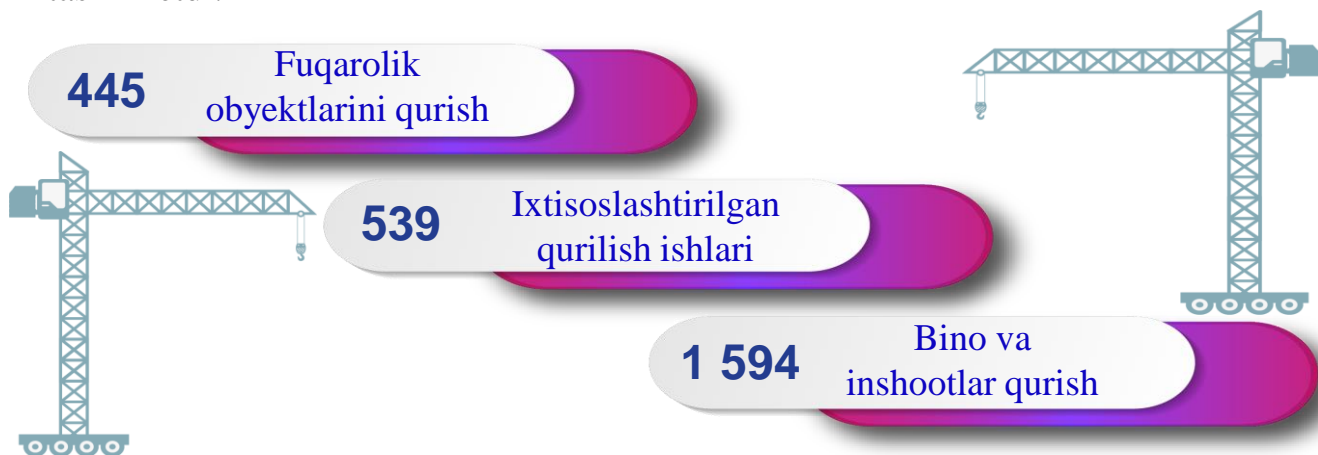 445
Fuqarolik
obyektlarini qurish
539
Ixtisoslashtirilgan
qurilish ishlari
1 594
Bino va
inshootlar qurish